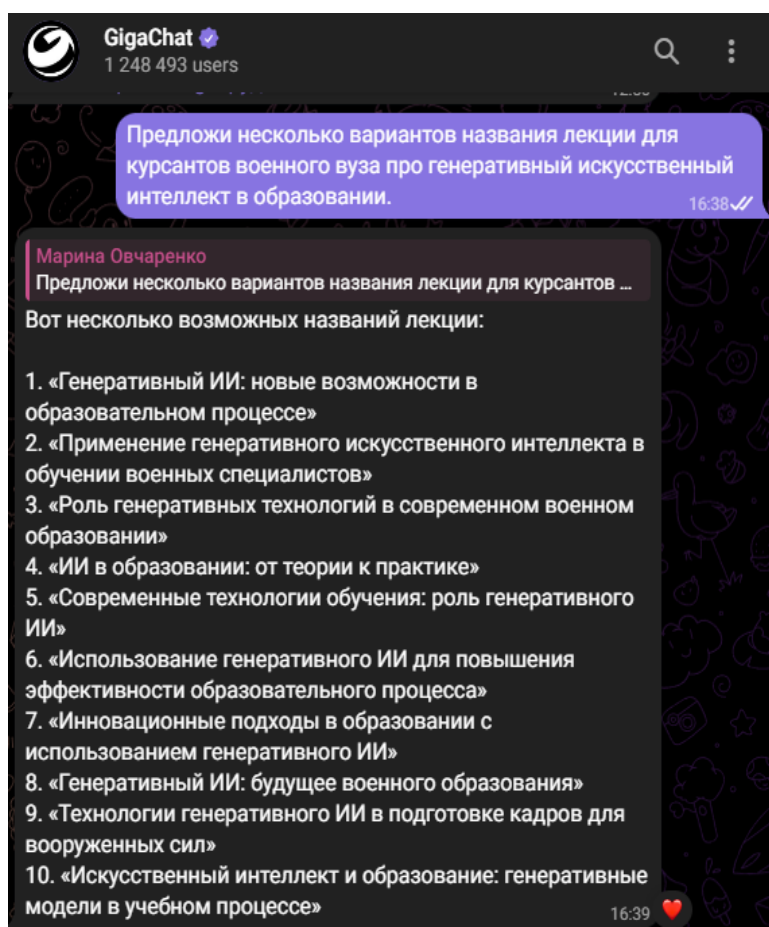 GigaChat
1 248 493 users
Предложи несколько вариантов названия лекции для
курсантов военного вуза про генеративный искусственный
интеллект в образовании.
16:38
Марина Овчаренко
Предложи несколько вариантов названия лекции для курсантов ...
Вот несколько возможных названий лекции:
1. «Генеративный ИИ: новые возможности в
образовательном процессе»
2. «Применение генеративного искусственного интеллекта в
обучении военных специалистов»
3. «Роль генеративных технологий в современном военном
образовании»
4. «ИИ в образовании: от теории к практике»
5. «Современные технологии обучения: роль генеративного
ИИ»
6. «Использование генеративного ИИ для повышения
эффективности образовательного процесса»
7. «Инновационные подходы в образовании с
использованием генеративного ИИ»
8. «Генеративный ИИ: будущее военного образования»
9. «Технологии генеративного ИИ в подготовке кадров для
вооруженных сил»
10. «Искусственный интеллект и образование: генеративные
модели в учебном процессе»
16:39